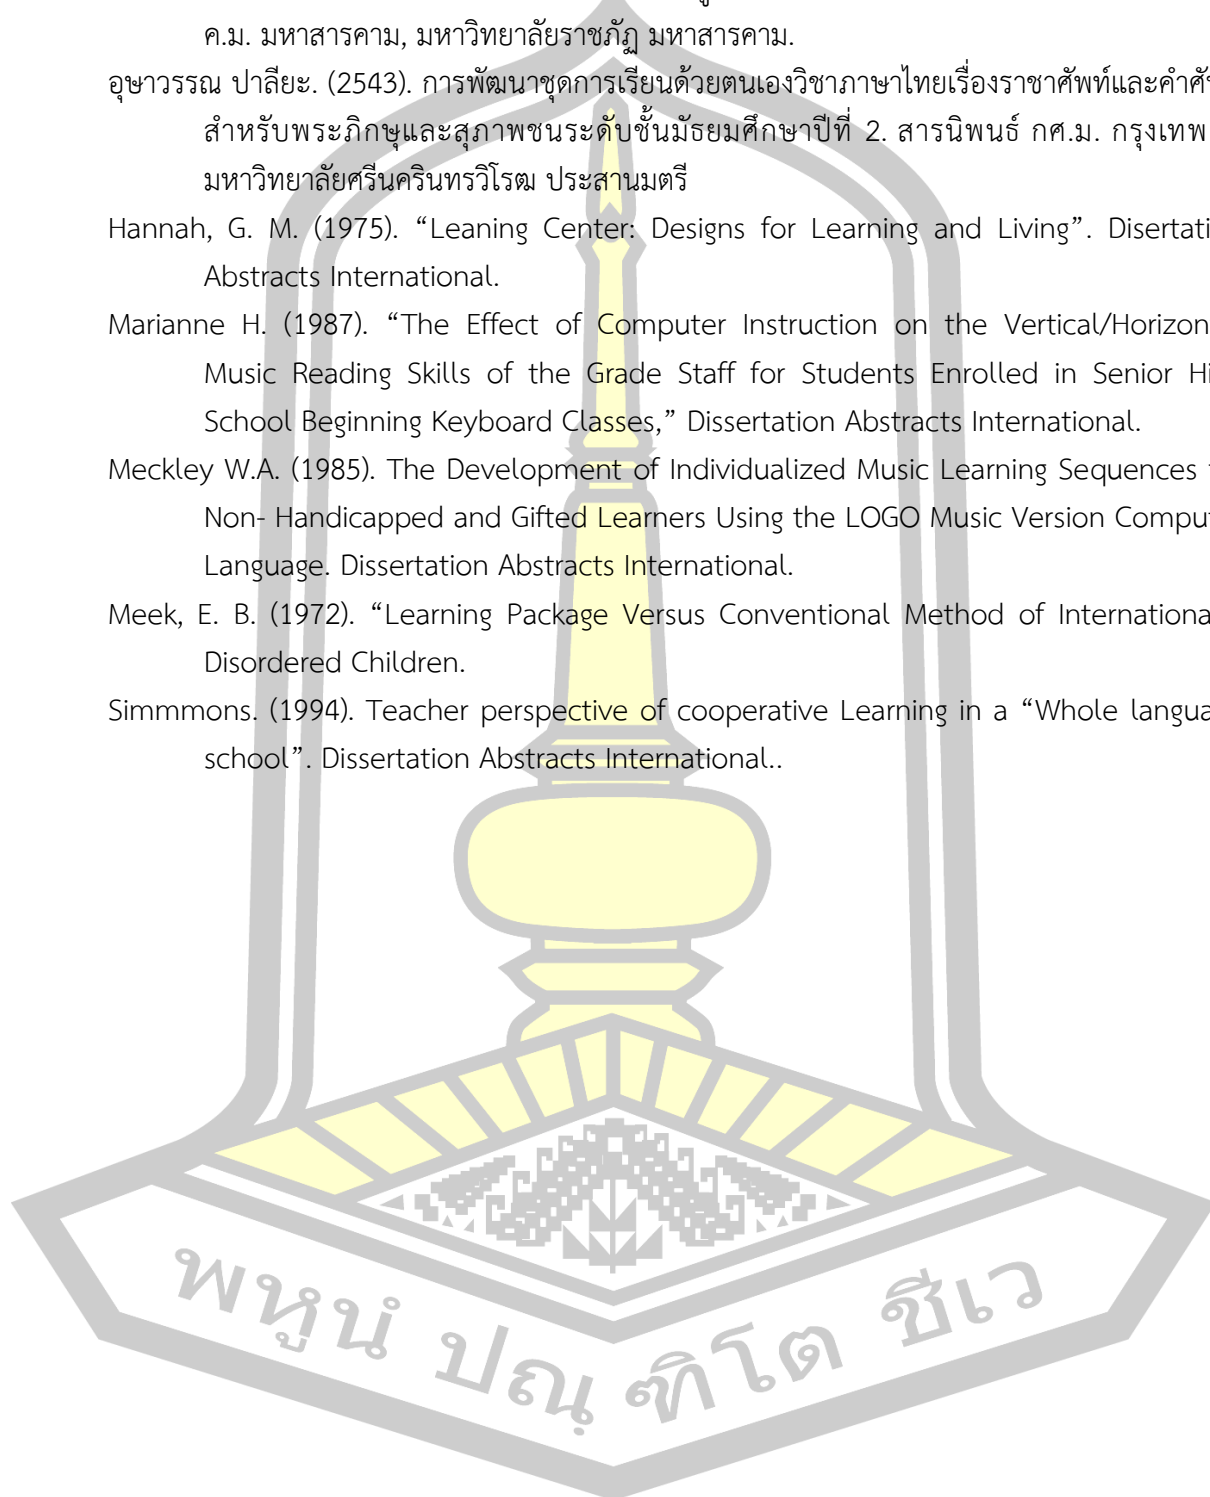 ค.ม. มหาสารคาม, มหาวิทยาลัยราชภัฏ มหาสารคาม.
อุษาวรรณ ปาลียะ. (2543). การพัฒนาชุดการเรียนด้วยตนเองวิชาภาษาไทยเรื่องราชาศัพท์และคำศั
สำหรับพระภิกษุและสุภาพชนระดับชั้นมัธยมศึกษาปีที่ 2. สารนิพนธ์ กศ.ม. กรุงเทพ
มหาวิทยาลัยศรีนครินทรวิโรฒ ประสานมตรี
Hannah, G. M. (1975). “Leaning Center: Designs for Learning and Living”. Disertati
Abstracts International.
Marianne H. (1987). “The Effect of Computer Instruction on the Vertical/Horizon
Music Reading Skills of the Grade Staff for Students Enrolled in Senior Hi
School Beginning Keyboard Classes,” Dissertation Abstracts International.
Meckley W.A. (1985). The Development of Individualized Music Learning Sequences
Non- Handicapped and Gifted Learners Using the LOGO Music Version Comput
Language. Dissertation Abstracts International.
Meek, E. B. (1972). “Learning Package Versus Conventional Method of Internationa
Disordered Children.
Simmmons. (1994). Teacher perspective of cooperative Learning in a “Whole langua
school”. Dissertation Abstracts International..
พหูนํ ปณฺฑิโต ชีเว